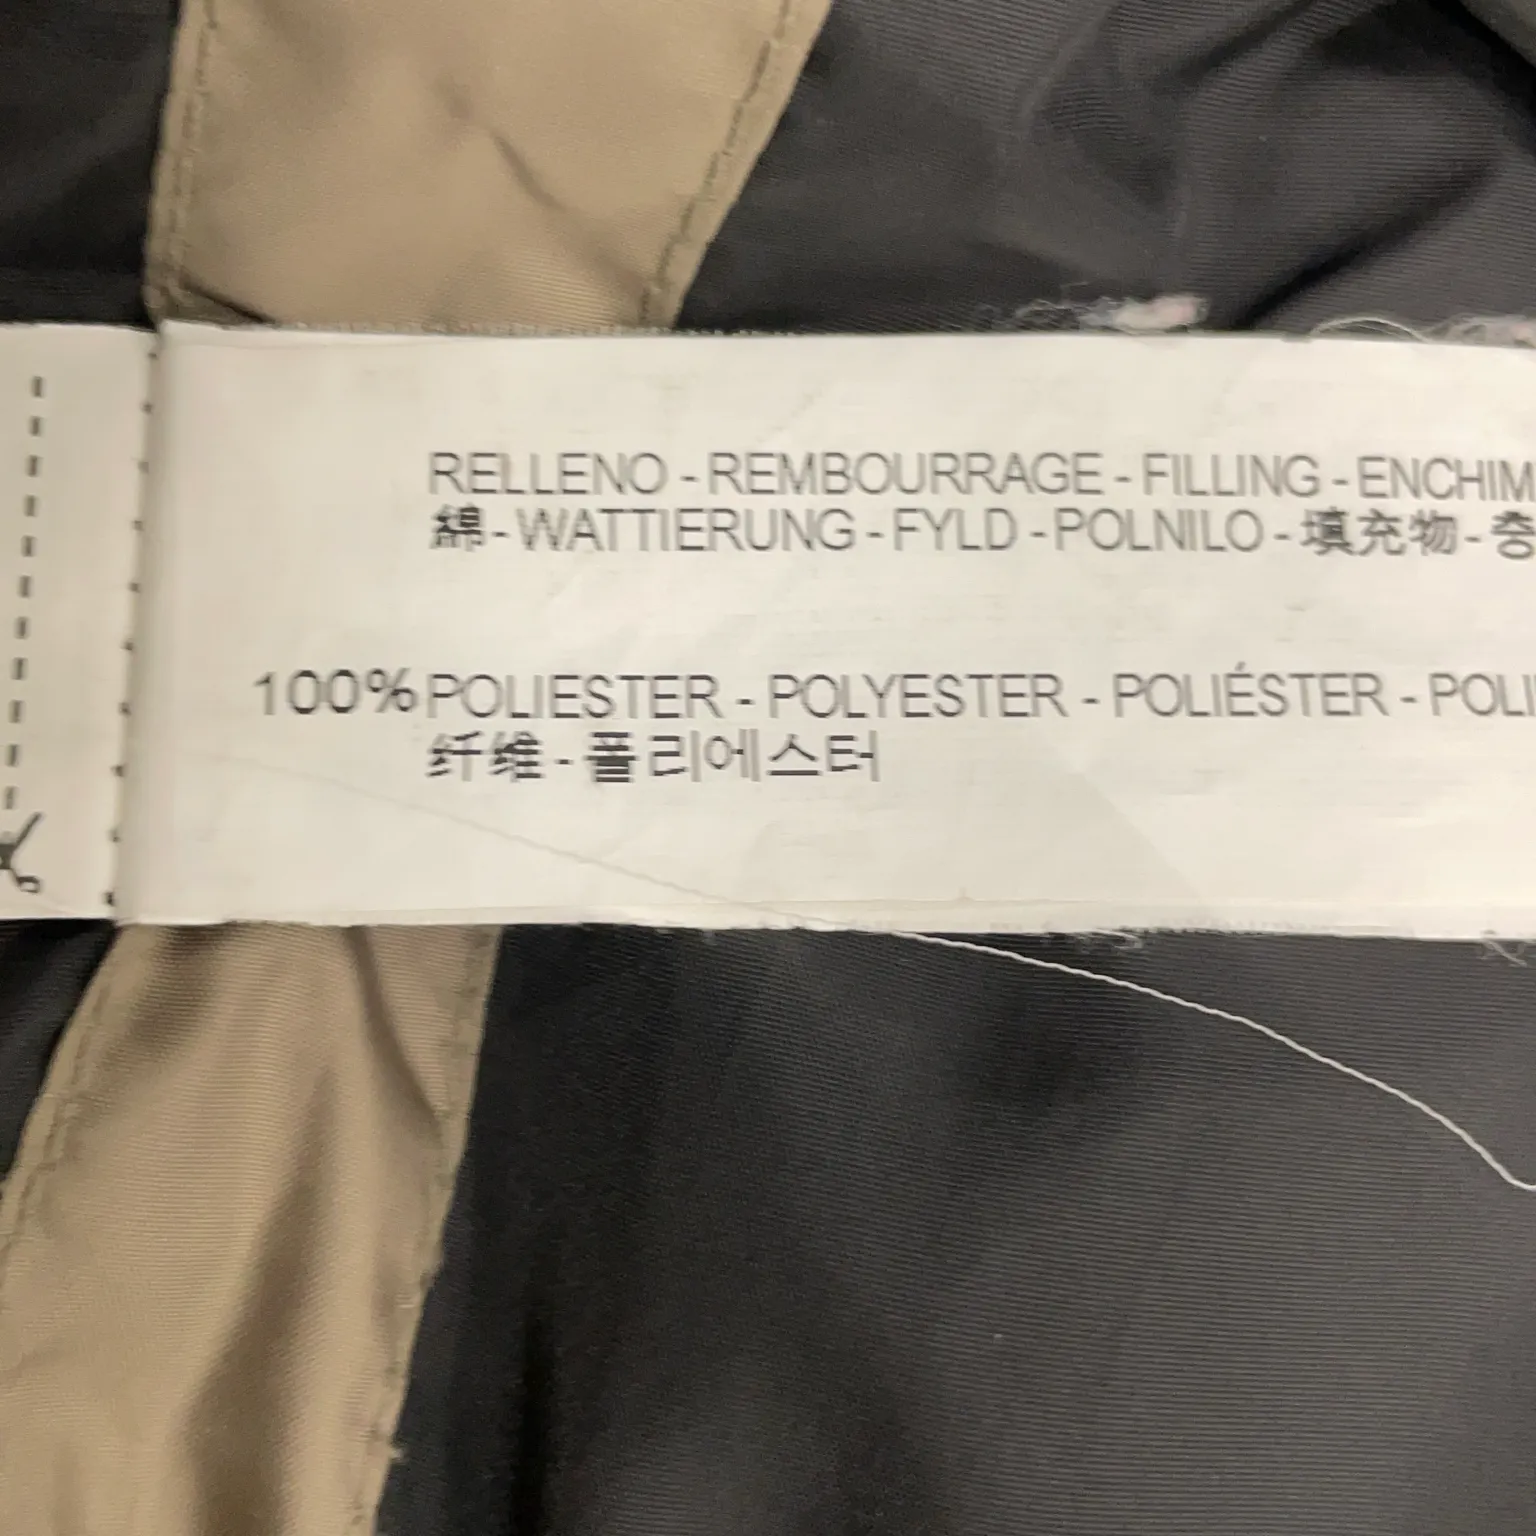 RELLENO - REMBOURRAGE - FILLING - ENCHIM
綿 - WATTIERUNG - FYLD - POLNILO - 填充物 -
100% POLIESTER - POLYESTER - POLIÉSTER - POLI
纤维 - 폴리에스터